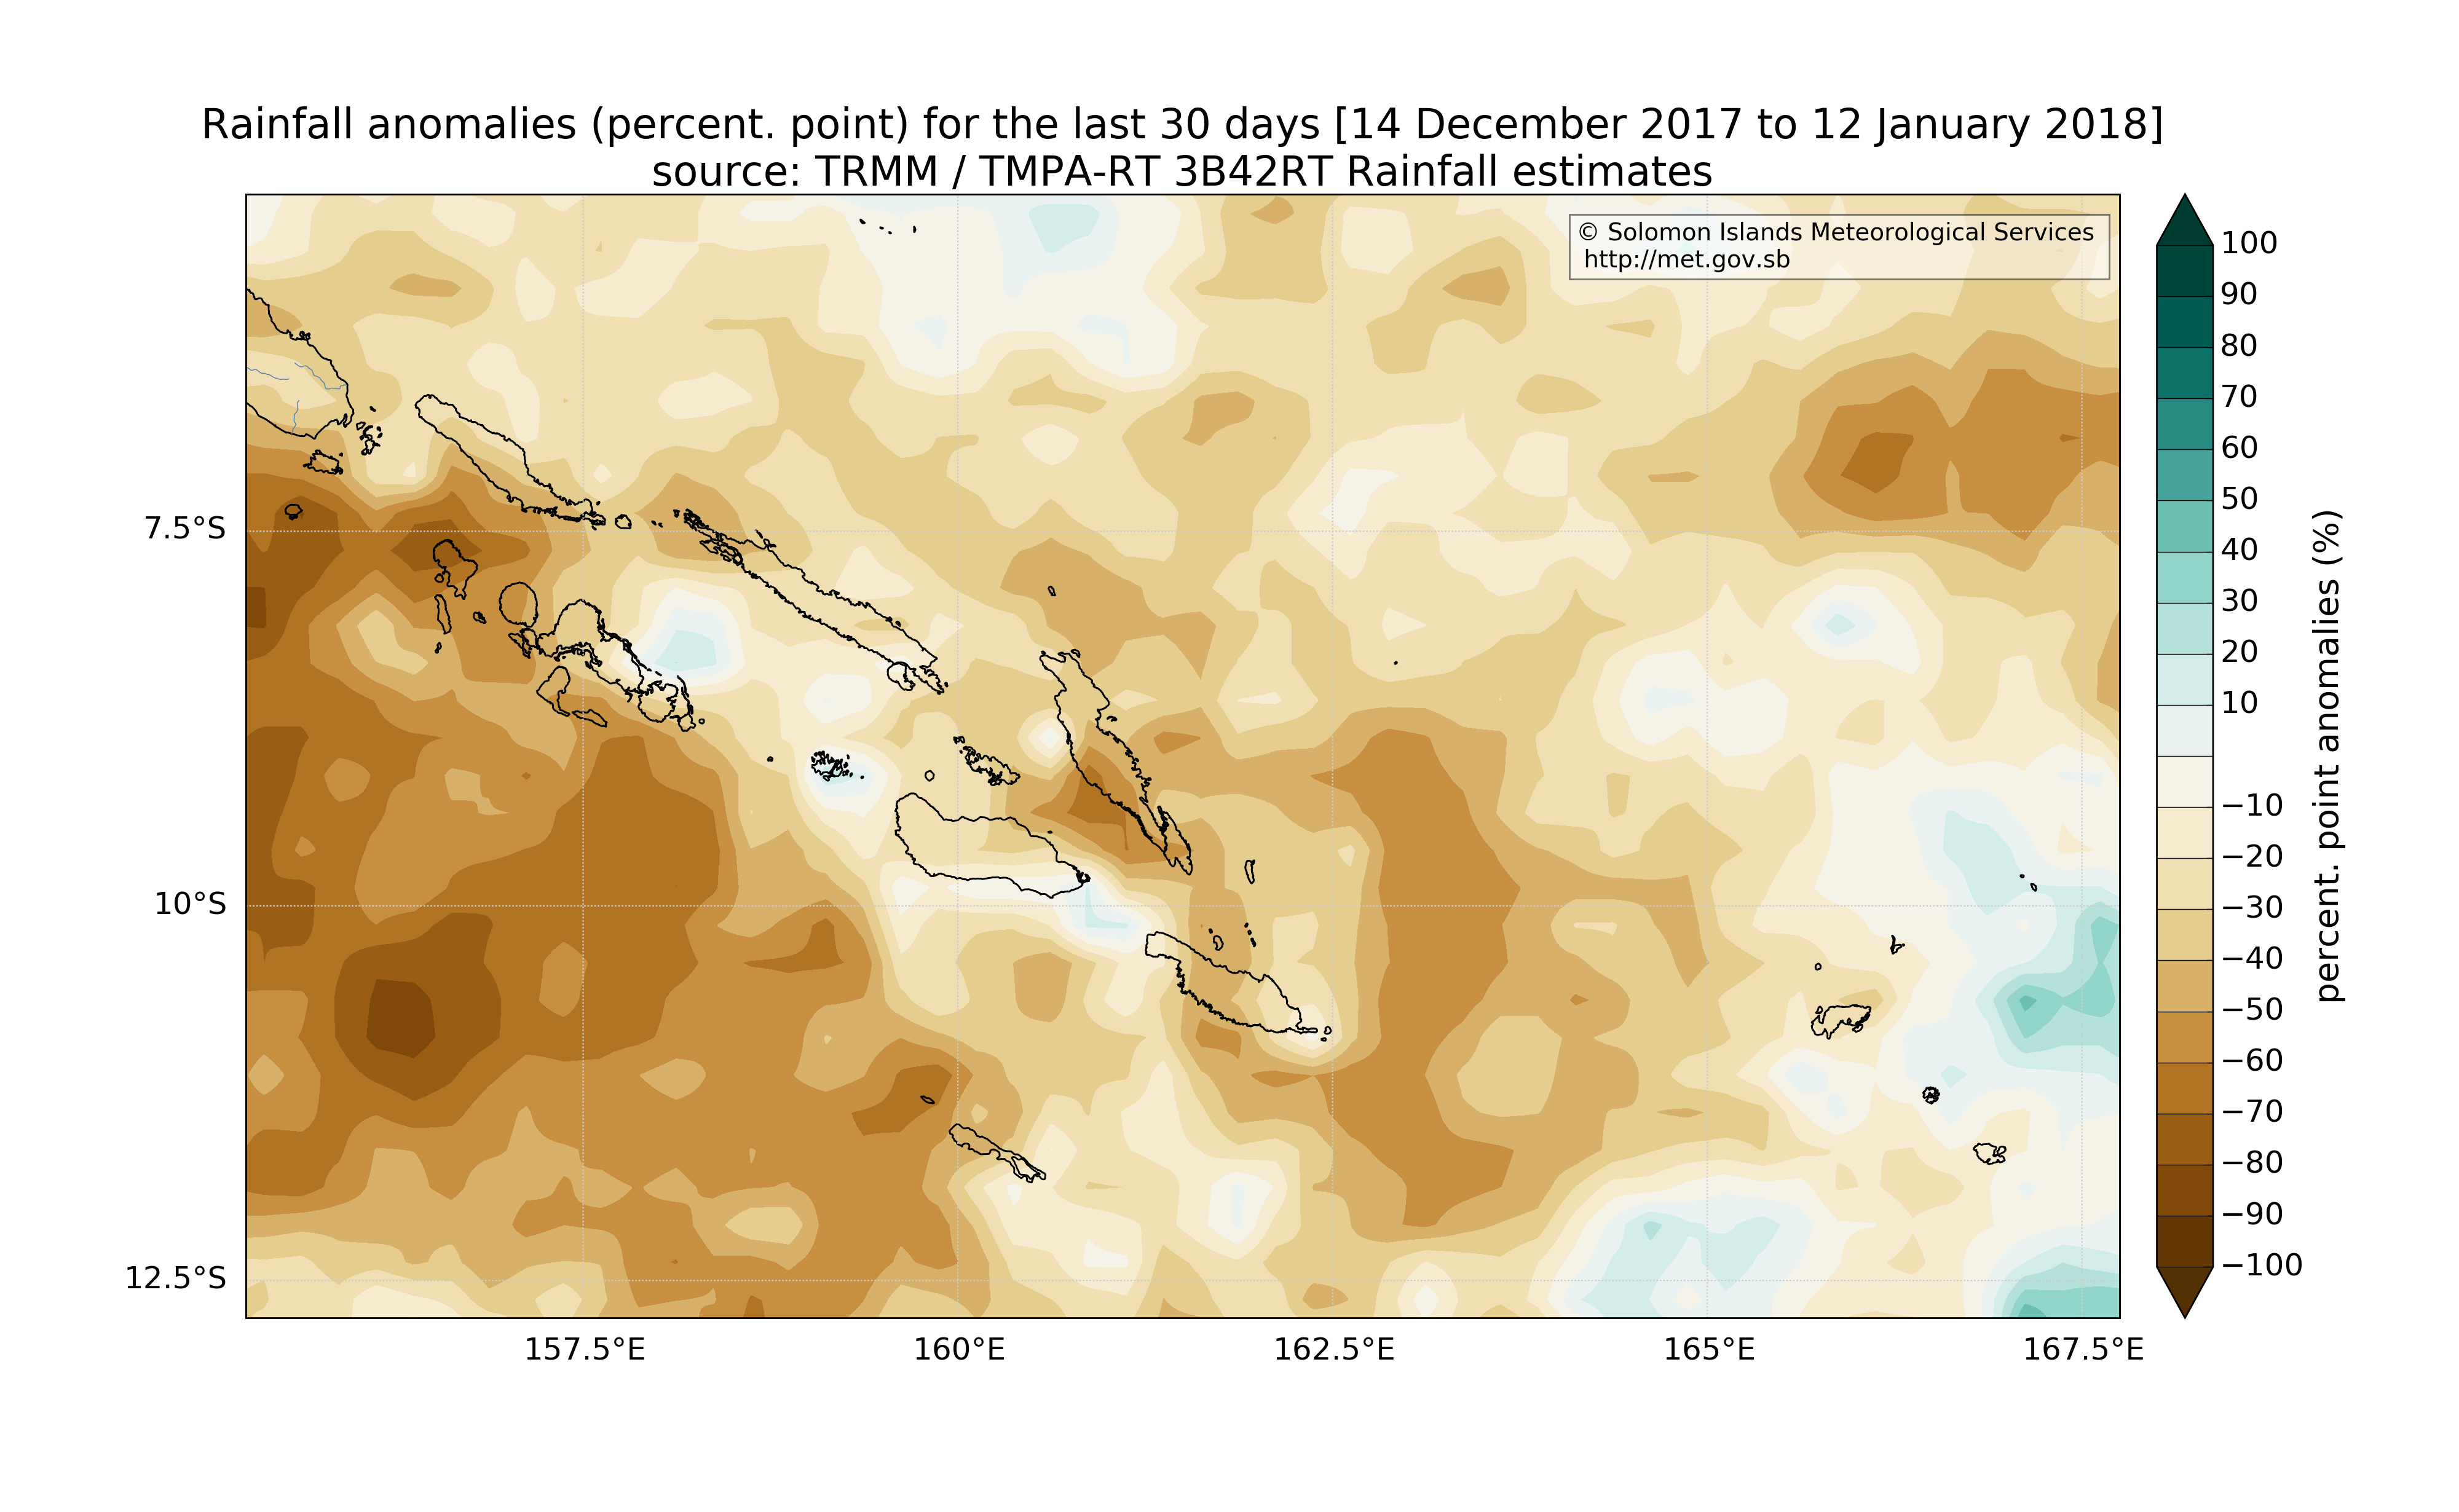 Rainfall anomalies (percent. point) for the last 30 days [14 December 2017 to 12 January 2018]
source: TRMM / TMPA-RT 3B42RT Rainfall estimates
© Solomon Islands Meteorological Services
http://met.gov.sb
7.5°S
10°S
12.5°S
157.5°E
160°E
162.5°E
165°E
167.5°E
100
90
80
70
60
50
40
30
20
10
−10
−20
−30
−40
−50
−60
−70
−80
−90
−100
percent. point anomalies (%)